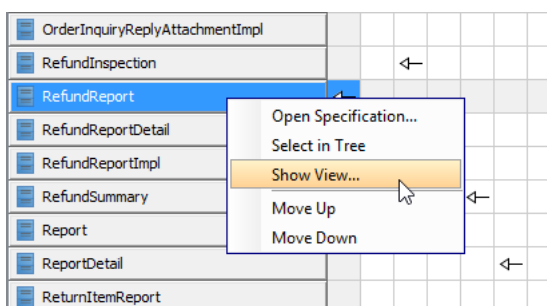 OrderInquiryReplyAttachmentImpl
RefundInspection
RefundReport
Open Specification...
RefundReportDetail
Select in Tree
RefundReportImpl
Show View...
RefundSummary
Move Up
Report
Move Down
ReportDetail
ReturnItemReport